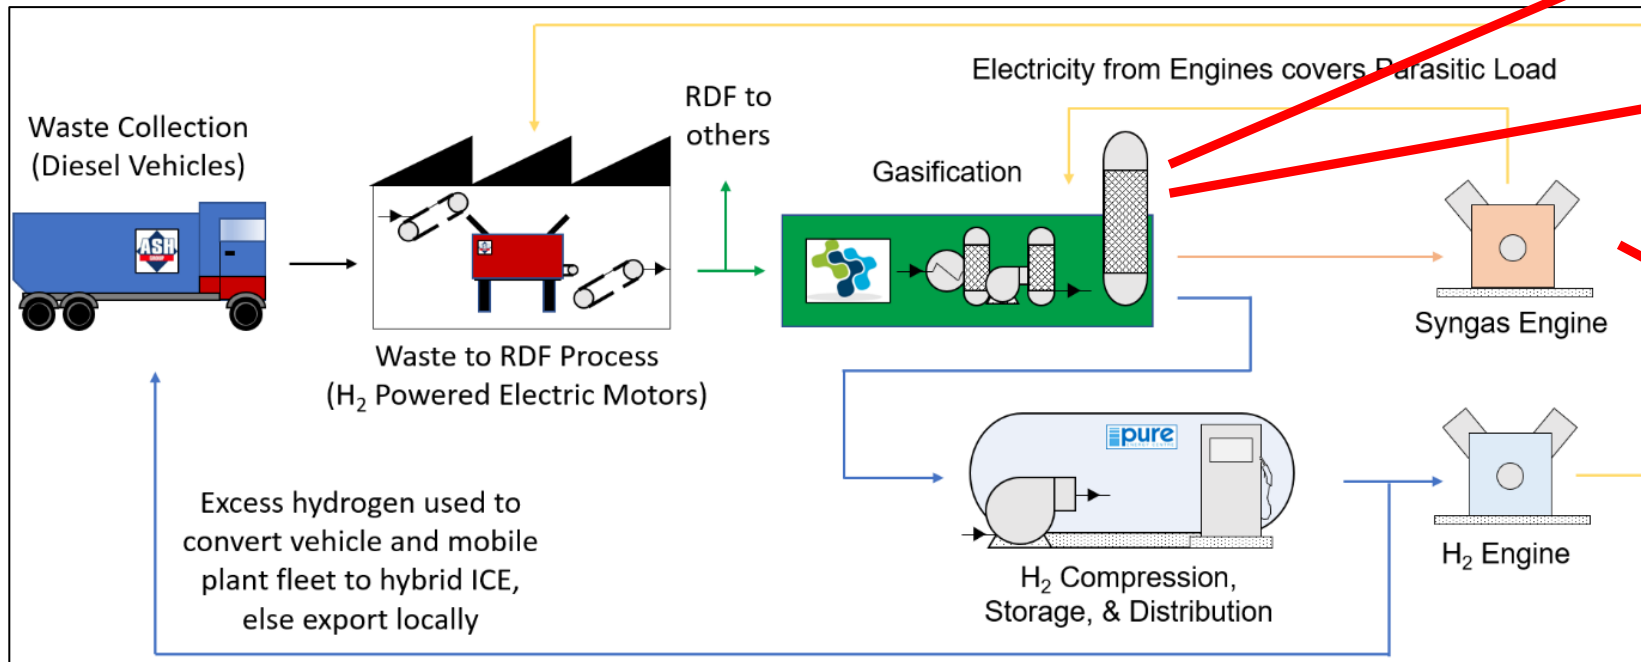 Electricity from Engines covers Parasitic Load
RDF to
others
Waste Collection
(Diesel Vehicles)
Gasification
ASH
Syngas Engine
Waste to RDF Process
(H₂ Powered Electric Motors)
pure
Excess hydrogen used to
convert vehicle and mobile
plant fleet to hybrid ICE,
else export locally
H₂ Compression,
Storage, & Distribution
H₂ Engine